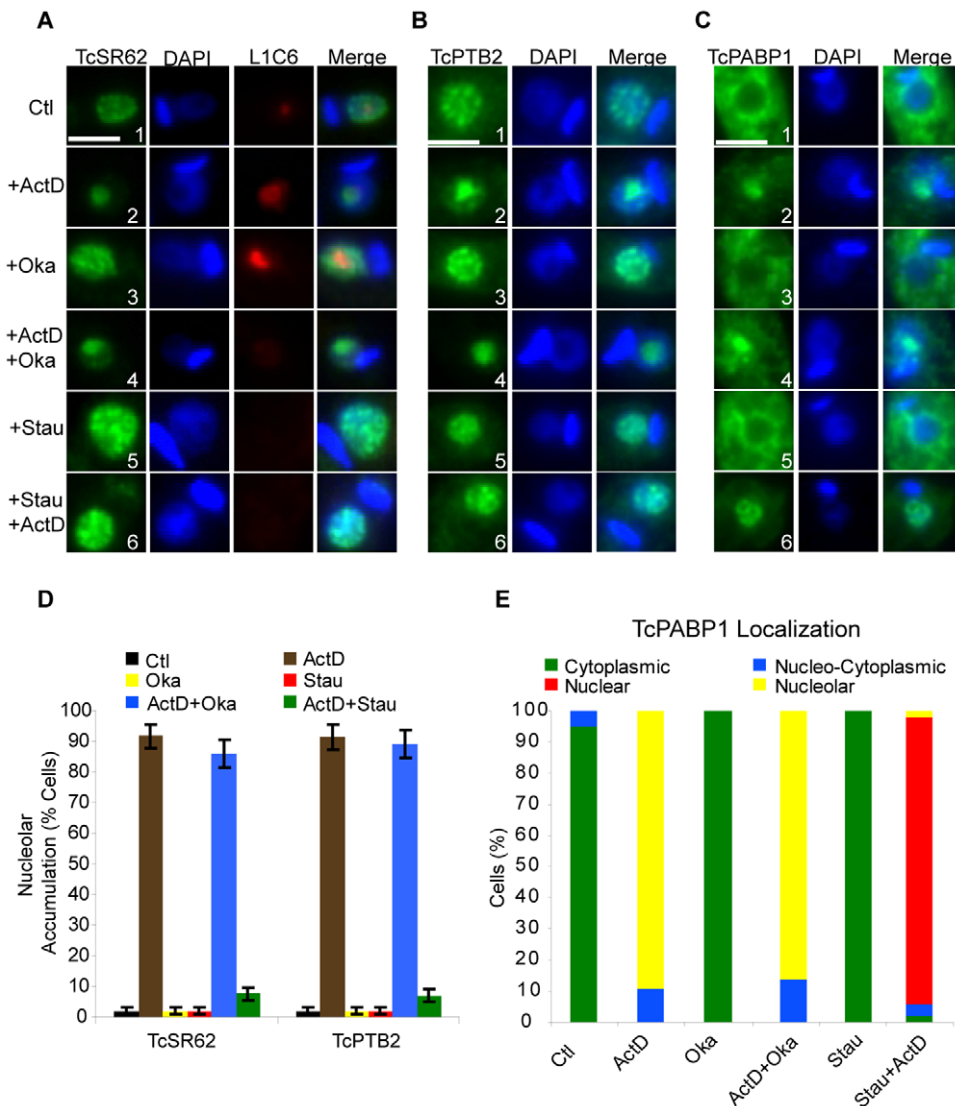 A B C
TcSR62 DAPI L1C6 Merge TcPTB2 DAPI Merge TcPABP1 DAPI Merge
Ctl 1 1 1
+ActD 2 2 2
+Oka 3 3 3
+ActD
+Oka 4 4 4
+Stau 5 5 5
+Stau
+ActD 6 6 6
D E
TcPABP1 Localization
Ctl ActD
Oka Stau
ActD+Oka ActD+Stau
Cytoplasmic Nucleo-Cytoplasmic
Nuclear Nucleolar
Nucleolar
Accumulation (% Cells)
100
90
80
70
60
50
40
30
20
10
0
TcSR62 TcPTB2
Cells (%)
100
90
80
70
60
50
40
30
20
10
0
Ctl
ActD
Oka
ActD+Oka
Stau
Stau+ActD